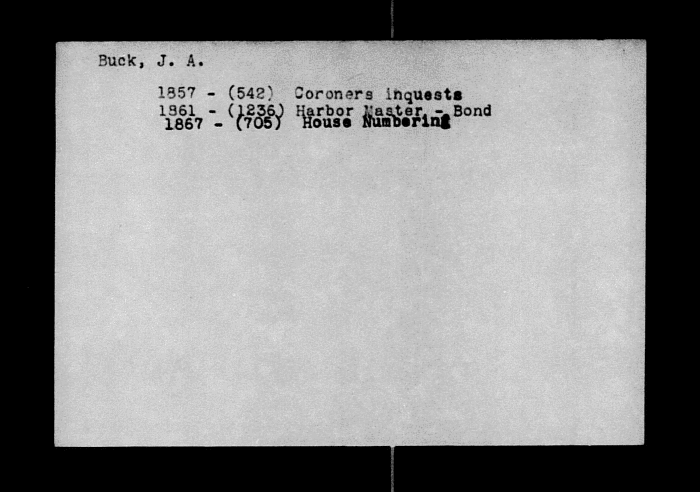 Buck, J. A.
1857 - (542) Coroners inquests
1861 - (1236) Harbor Master - Bond
1867 - (705) House Numbering